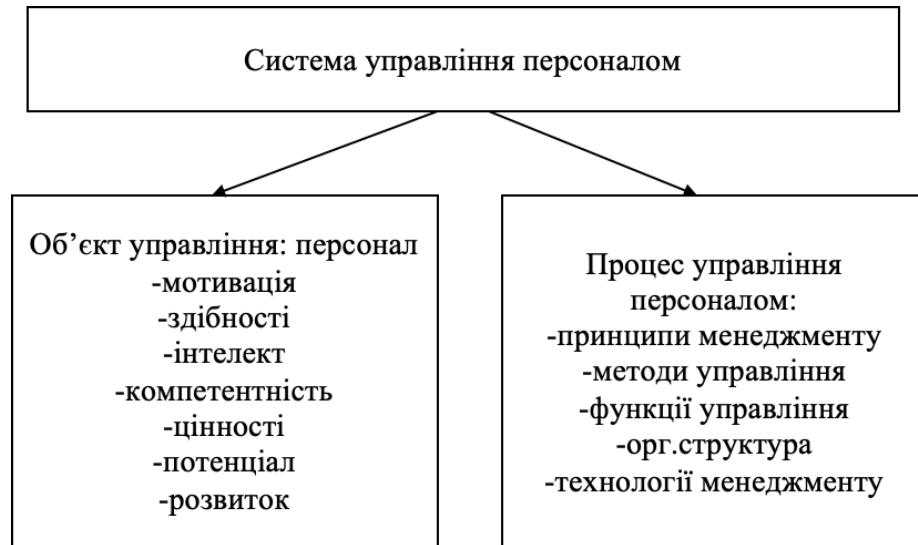 Система управління персоналом
Об’єкт управління: персонал
-мотивація
-здібності
-інтелект
-компетентність
-цінності
-потенціал
-розвиток
Процес управління
персоналом:
-принципи менеджменту
-методи управління
-функції управління
-орг.структура
-технології менеджменту